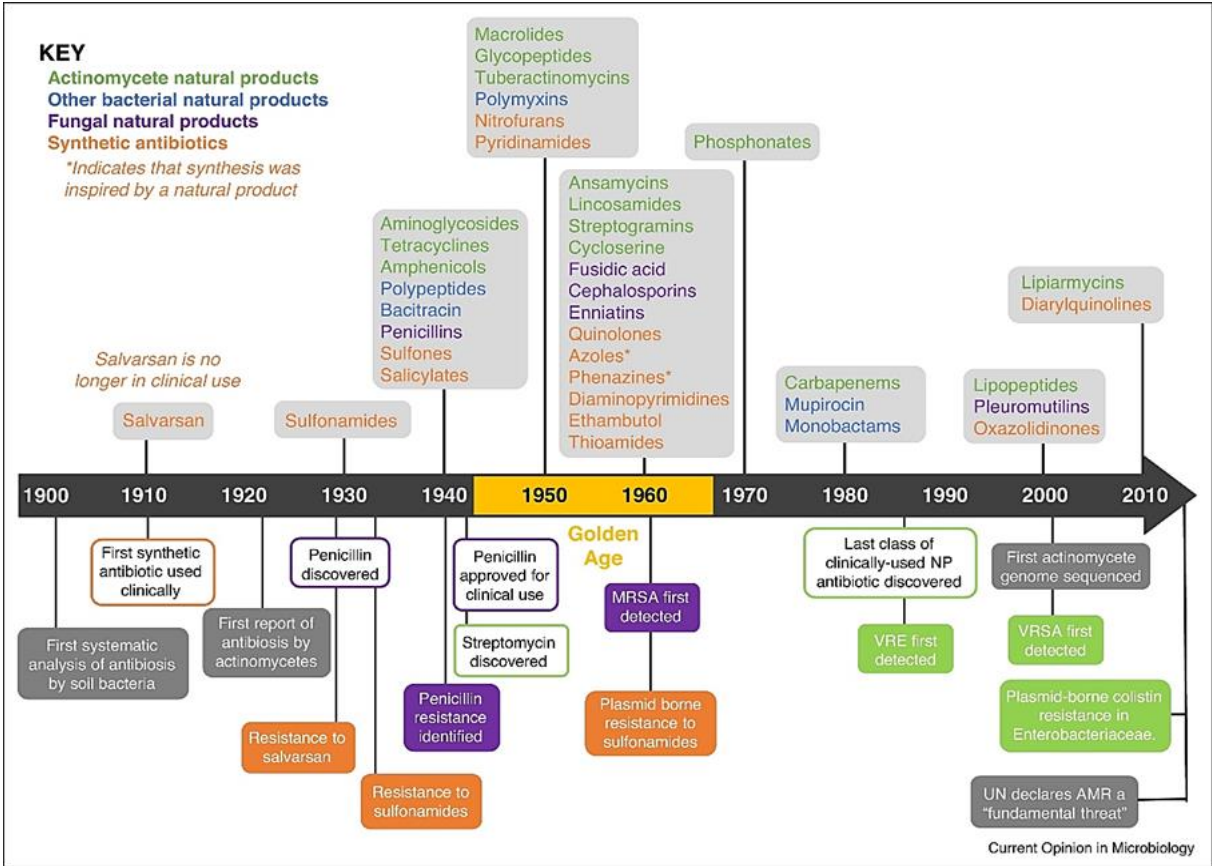 KEY
Actinomycete natural products
Other bacterial natural products
Fungal natural products
Synthetic antibiotics
*Indicates that synthesis was
inspired by a natural product
Macrolides
Glycopeptides
Tuberactinomycins
Polymyxins
Nitrofurans
Pyridinamides
Phosphonates
Aminoglycosides
Tetracyclines
Amphenicols
Polypeptides
Bacitracin
Penicillins
Sulfones
Salicylates
Ansamycins
Lincosamides
Streptogramins
Cycloserine
Fusidic acid
Cephalosporins
Enniatins
Quinolones
Azoles*
Phenazines*
Diaminopyrimidines
Ethambutol
Thioamides
Lipiarmycins
Diarylquinolines
Salvarsan is no
longer in clinical use
Salvarsan
Sulfonamides
Carbapenems
Mupirocin
Monobactams
Lipopeptides
Pleuromutilins
Oxazolidinones
1900 1910 1920 1930 1940 1950 1960 1970 1980 1990 2000 2010
Golden
Age
First synthetic
antibiotic used
clinically
Penicillin
discovered
Penicillin
approved for
clinical use
MRSA first
detected
Last class of
clinically-used NP
antibiotic discovered
First actinomycete
genome sequenced
First systematic
analysis of antibiosis
by soil bacteria
First report of
antibiosis by
actinomycetes
Streptomycin
discovered
VRE first
detected
VRSA first
detected
Penicillin
resistance
identified
Plasmid borne
resistance to
sulfonamides
Plasmid-borne colistin
resistance in
Enterobacteriaceae.
Resistance to
salvarsan
Resistance to
sulfonamides
UN declares AMR a
“fundamental threat”
Current Opinion in Microbiology